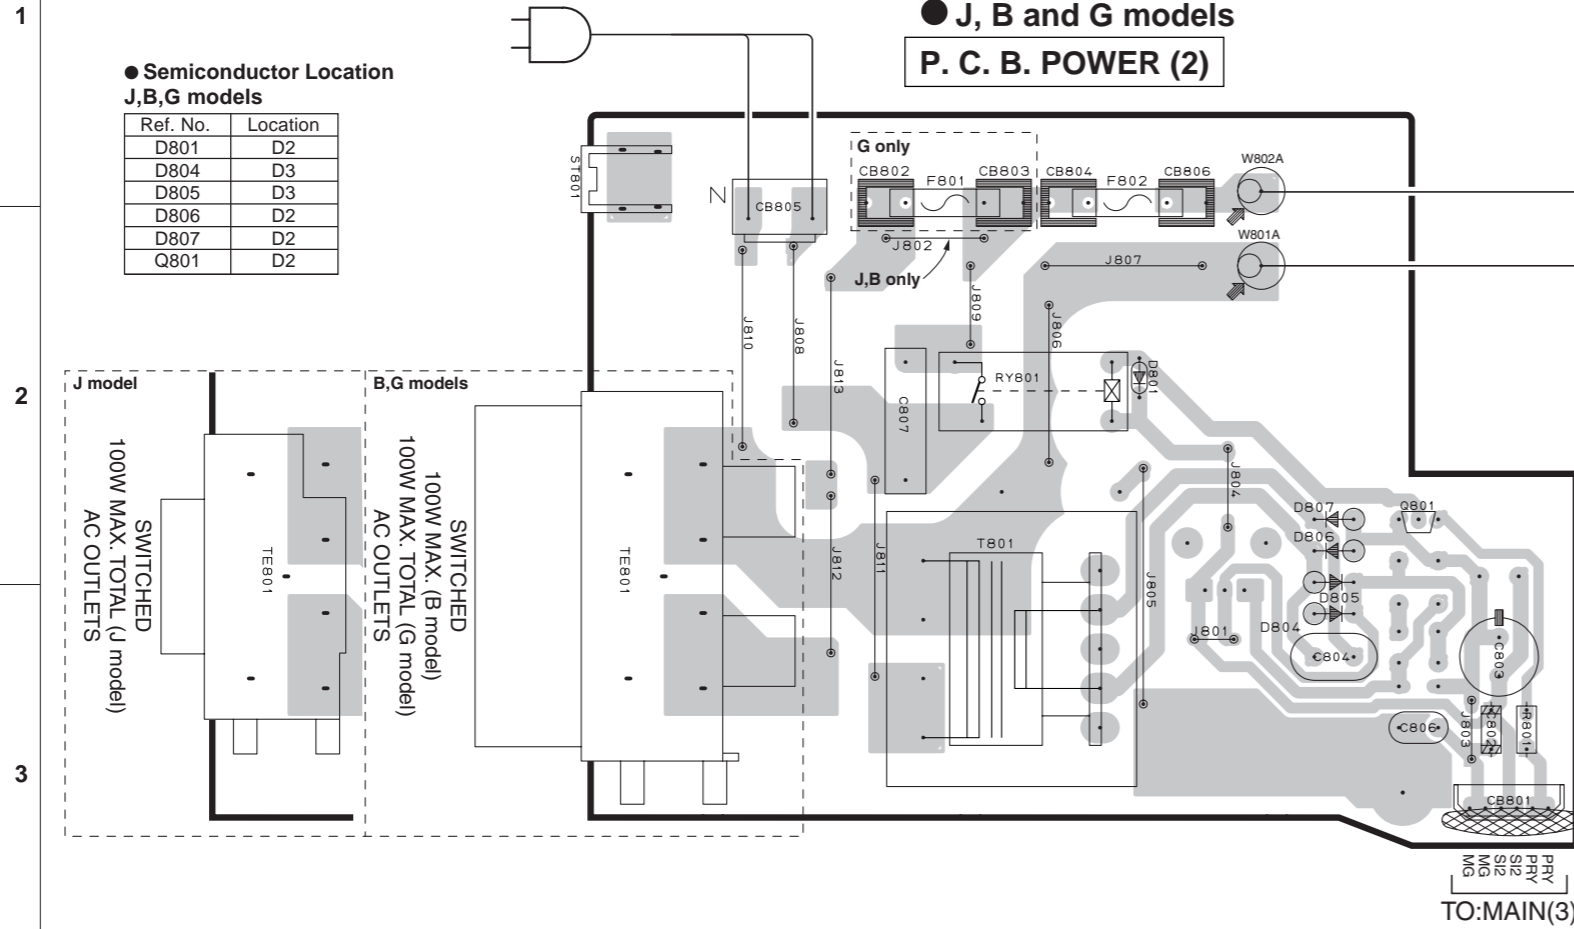 1
● J, B and G models
P. C. B. POWER (2)
● Semiconductor Location
J,B,G models
Ref. No. Location
D801 D2
D804 D3
D805 D3
D806 D2
D807 D2
Q801 D2
ST801
N
CB805
G only
CB802
F801
CB803
CB804
F802
CB806
W802A
W801A
J802
J,B only
J807
J809
J806
J810
J808
J813
2
J model
B,G models
RY801
D801
C807
J804
D807
Q801
D806
D805
D804
SWITCHED
100W MAX. TOTAL (J model)
AC OUTLETS
TE801
SWITCHED
100W MAX. (B model)
100W MAX. TOTAL (G model)
AC OUTLETS
TE801
J812
J811
T801
J805
J801
C804
C803
3
C806
J803
C802
R801
CB801
MG
MG
SI2
SI2
PRY
PRY
TO:MAIN(3)